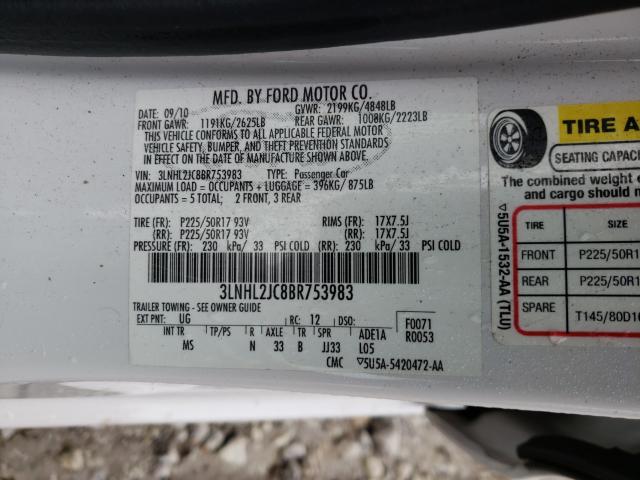 MFD. BY FORD MOTOR CO.
DATE: 09/10 GVWR: 2199KG/4848LB
FRONT GAWR: 1191KG/2625LB REAR GAWR: 1008KG/2223LB
THIS VEHICLE CONFORMS TO ALL APPLICABLE FEDERAL MOTOR
VEHICLE SAFETY, BUMPER, AND THEFT PREVENTION STANDARDS
IN EFFECT ON THE DATE OF MANUFACTURE SHOWN ABOVE.
VIN: 3LNHL2JC8BR753983 TYPE: Passenger Car
MAXIMUM LOAD = OCCUPANTS + LUGGAGE = 396KG/ 875LB
OCCUPANTS = 5 TOTAL; 2 FRONT, 3 REAR
TIRE (FR): P225/50R17 93V RIMS (FR): 17X7.5J
(RR): P225/50R17 93V (RR): 17X7.5J
PRESSURE (FR): 230 kPa/ 33 PSI COLD (RR): 230 kPa/ 33 PSI COLD
3LNHL2JC8BR753983
TRAILER TOWING - SEE OWNER GUIDE
EXT PNT: UG RC: 12 DSO: F0071
R0053
INT TR TP/PS R AXLE TR SPR ADE1A
MS N 33 B JJ33 L05
CMC ▽5U5A-5420472-AA
▽5U5A-1532-AA (TLU)
TIRE A
SEATING CAPAC
The combined weight o
and cargo should n
TIRE SIZE
FRONT P225/50R1
REAR P225/50R1
SPARE T145/80D16